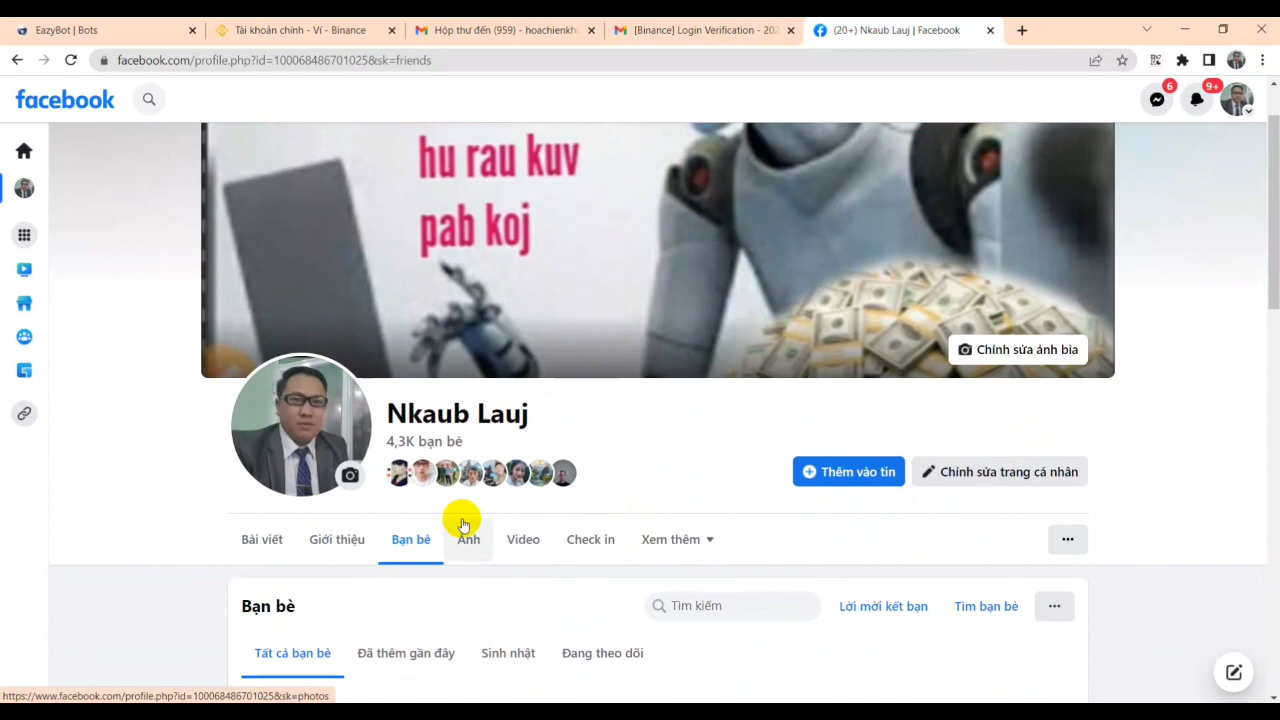 EazyBot | Bots
Tài khoản chính - Ví - Binance
Hộp thư đến (959) - hoachienkh
[Binance] Login Verification - 202
(20+) Nkaub Lauj | Facebook
facebook.com/profile.php?id=100068486701025&sk=friends
facebook
6
9+
hu rau kuv
pab koj
Chỉnh sửa ảnh bìa
Nkaub Lauj
4,3K bạn bè
Thêm vào tin
Chỉnh sửa trang cá nhân
Bài viết
Giới thiệu
Bạn bè
Ảnh
Video
Check in
Xem thêm
Bạn bè
Tìm kiếm
Lời mời kết bạn
Tìm bạn bè
Tất cả bạn bè
Đã thêm gần đây
Sinh nhật
Đang theo dõi
https://www.facebook.com/profile.php?id=100068486701025&sk=photos